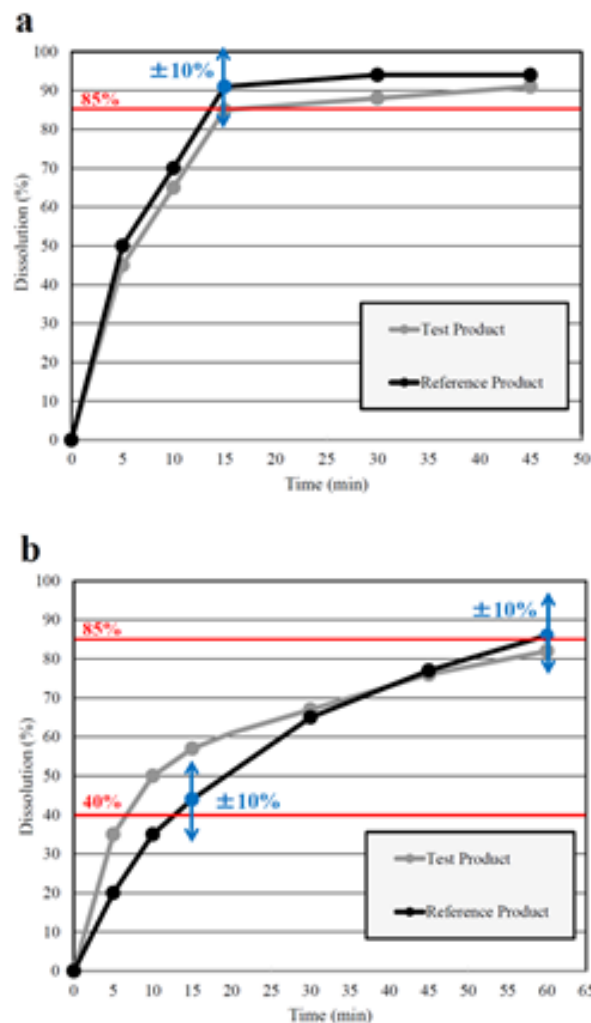 a
100
90
80
70
60
50
40
30
20
10
0
Dissolution (%)
85%
±10%
Test Product
Reference Product
0 5 10 15 20 25 30 35 40 45 50
Time (min)
b
100
90
80
70
60
50
40
30
20
10
0
Dissolution (%)
85%
±10%
40%
±10%
Test Product
Reference Product
0 5 10 15 20 25 30 35 40 45 50 55 60 65
Time (min)